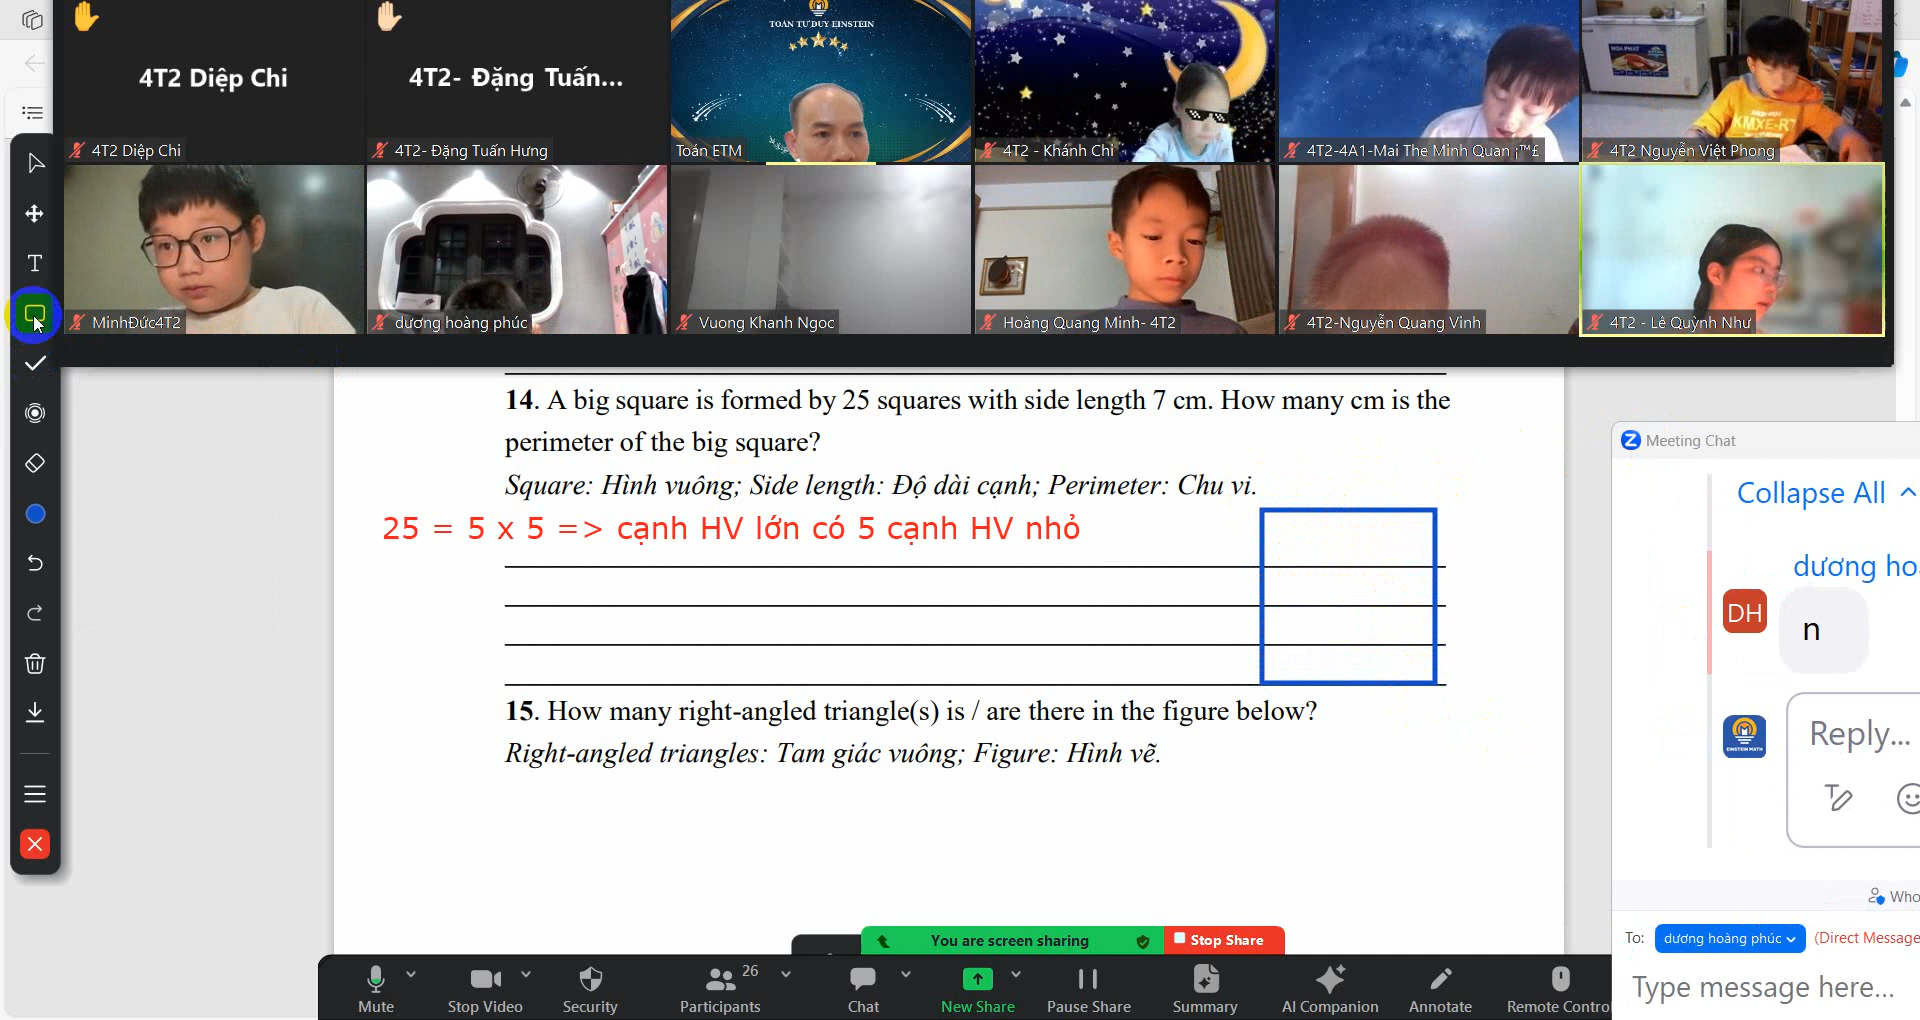 4T2 Diệp Chi
4T2 Diệp Chi
4T2- Đặng Tuấn...
4T2- Đặng Tuấn Hưng
TOÁN TƯ DUY EINSTEIN
Toán ETM
4T2 - Khánh Chi
4T2-4A1-Mai The Minh Quan ¡™£
HOA PHAT
KMXE-R7
4T2 Nguyễn Việt Phong
MinhĐức4T2
dương hoàng phúc
Vuong Khanh Ngoc
Hoàng Quang Minh- 4T2
4T2-Nguyễn Quang Vinh
4T2 - Lê Quỳnh Như
T
14. A big square is formed by 25 squares with side length 7 cm. How many cm is the
perimeter of the big square?
Square: Hình vuông; Side length: Độ dài cạnh; Perimeter: Chu vi.
25 = 5 x 5 => cạnh HV lớn có 5 cạnh HV nhỏ
15. How many right-angled triangle(s) is / are there in the figure below?
Right-angled triangles: Tam giác vuông; Figure: Hình vẽ.
Meeting Chat
Collapse All
dương ho
DH
n
EINSTEIN MATH
Reply...
Who
To: dương hoàng phúc (Direct Message
Type message here...
You are screen sharing
Stop Share
Mute
Stop Video
Security
26
Participants
Chat
New Share
Pause Share
Summary
AI Companion
Annotate
Remote Contro